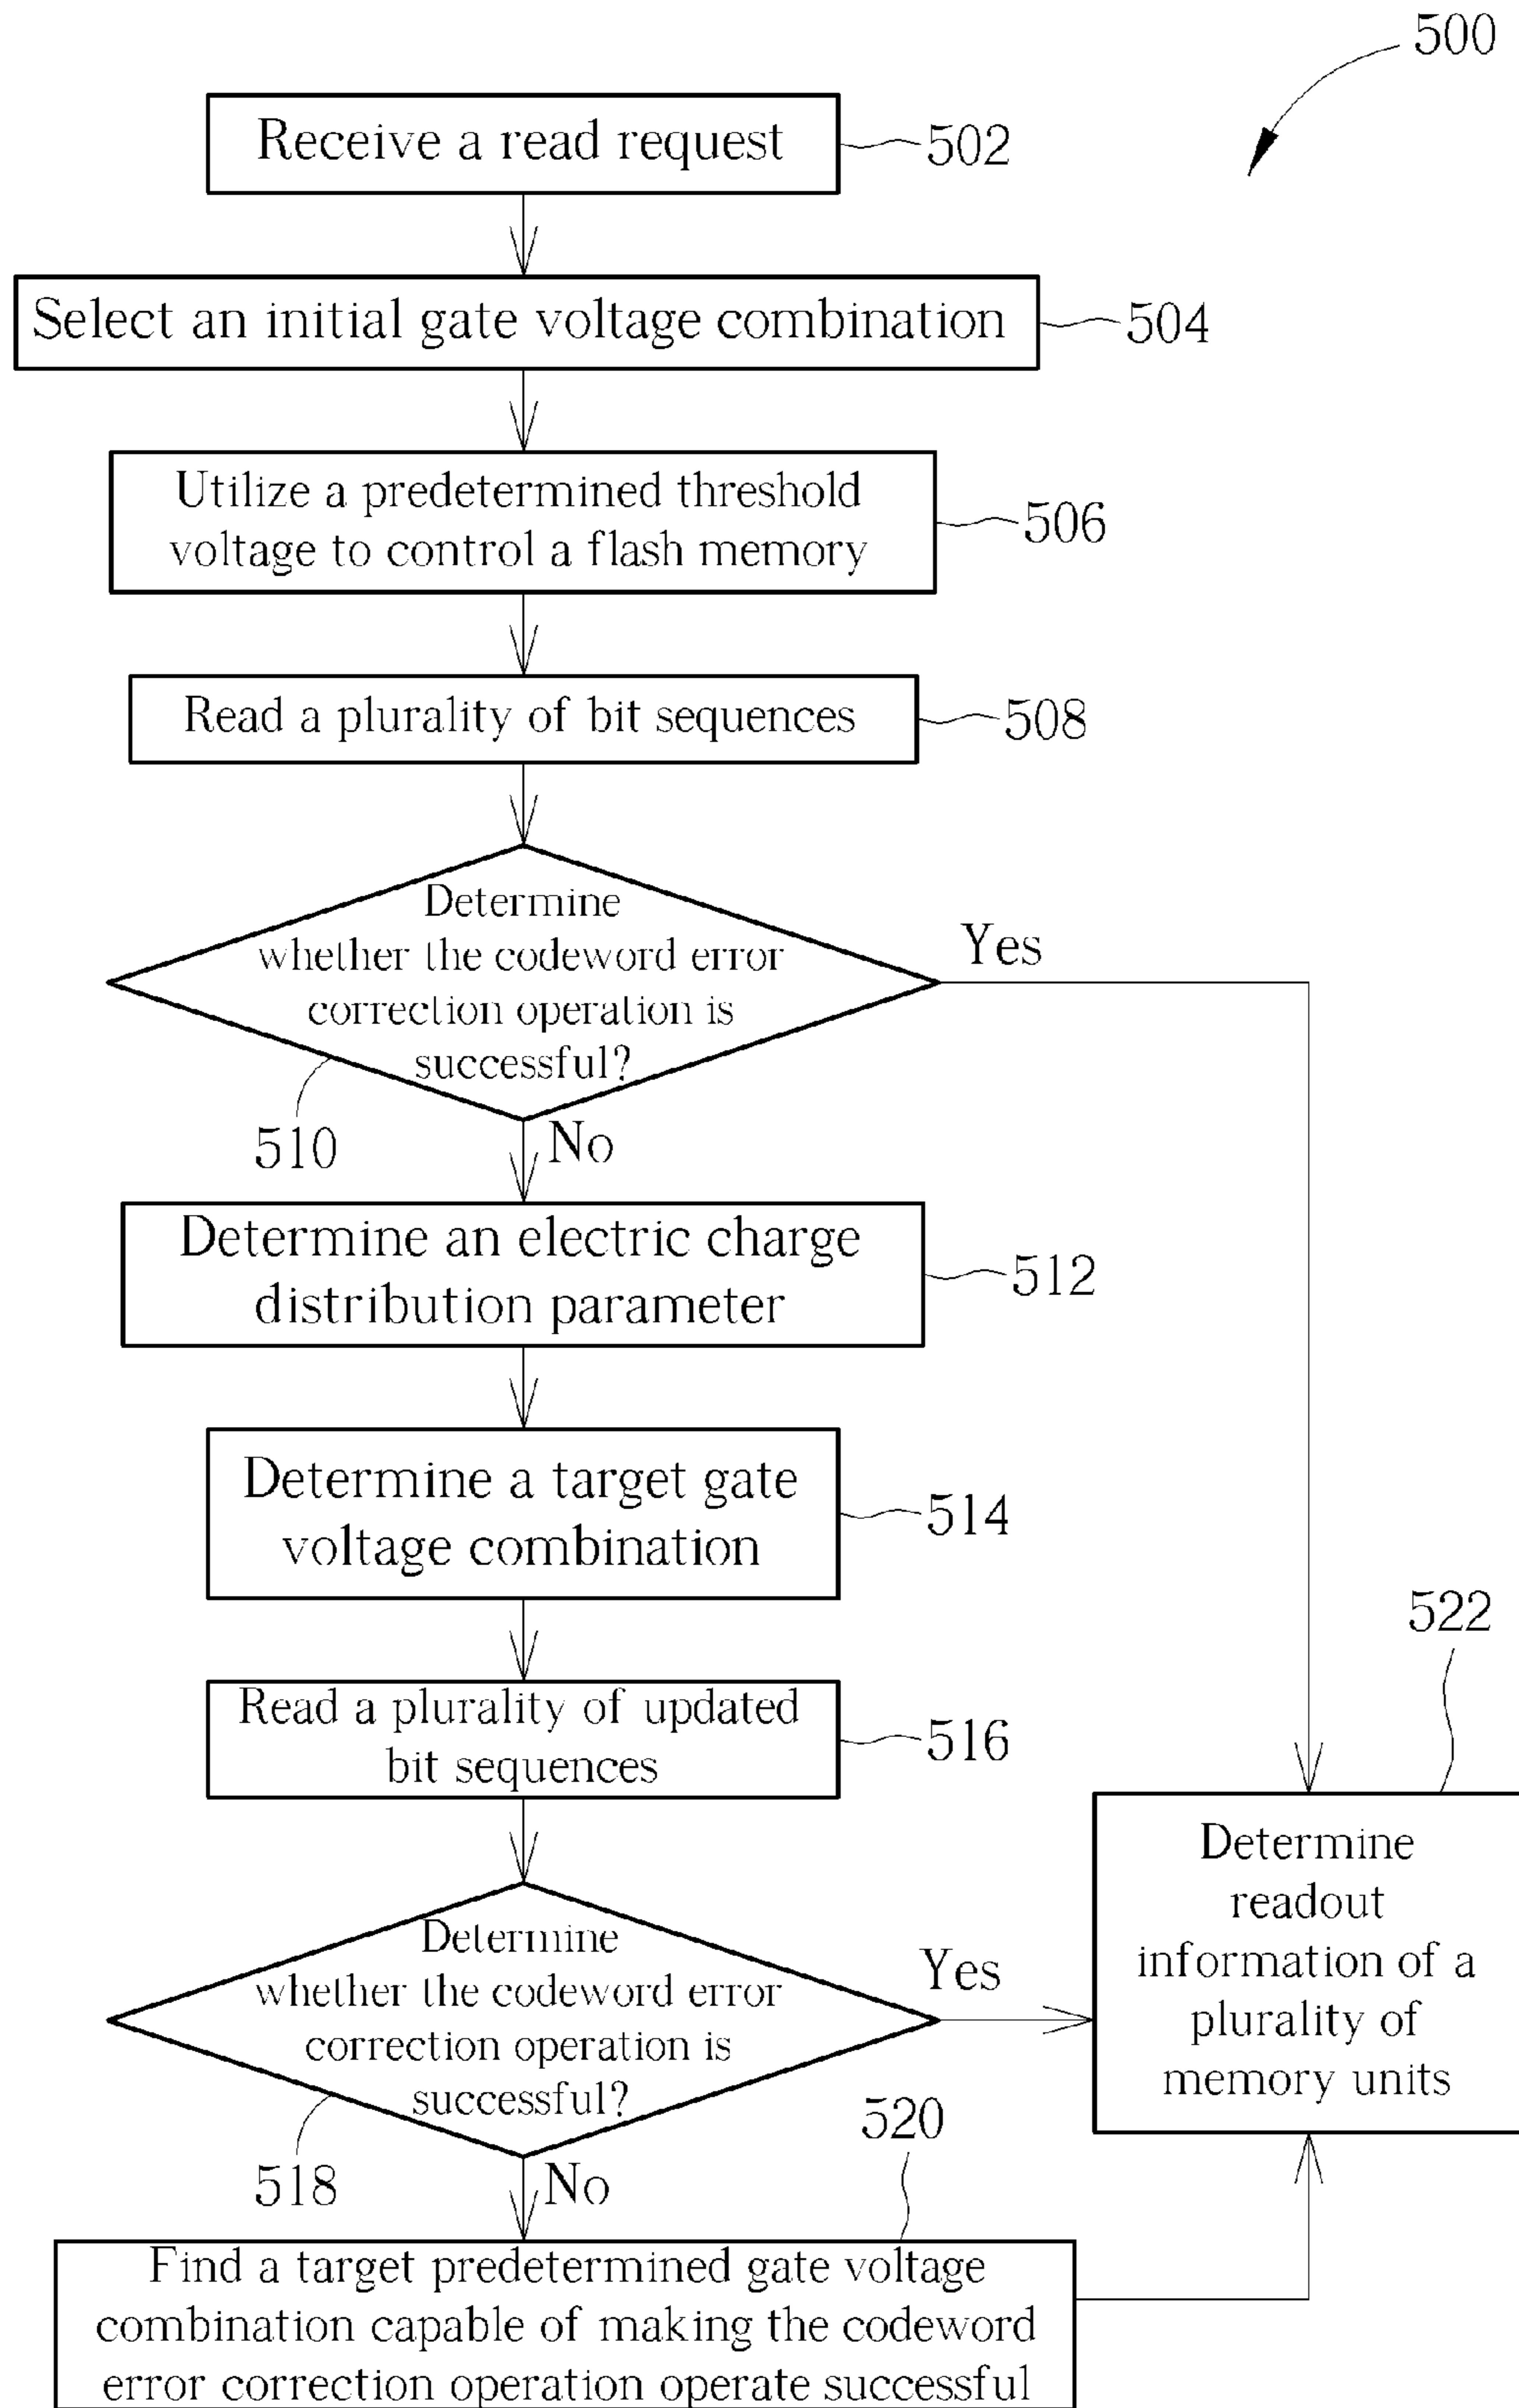 500
Receive a read request
502
Select an initial gate voltage combination
504
Utilize a predetermined threshold
voltage to control a flash memory
506
Read a plurality of bit sequences
508
Determine
whether the codeword error
correction operation is
successful?
Yes
510
No
Determine an electric charge
distribution parameter
512
Determine a target gate
voltage combination
514
Read a plurality of updated
bit sequences
516
522
Determine
readout
information of a
plurality of
memory units
Determine
whether the codeword error
correction operation is
successful?
Yes
518
No
520
Find a target predetermined gate voltage
combination capable of making the codeword
error correction operation operate successful